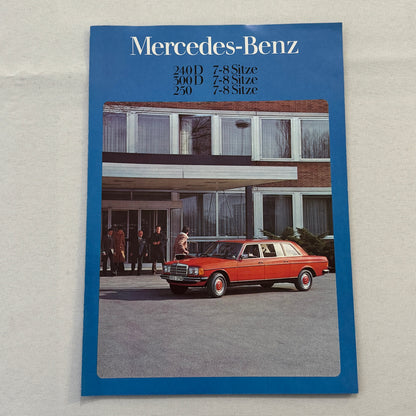 Mercedes-Benz
240 D 7-8 Sitze
300 D 7-8 Sitze
250 7-8 Sitze